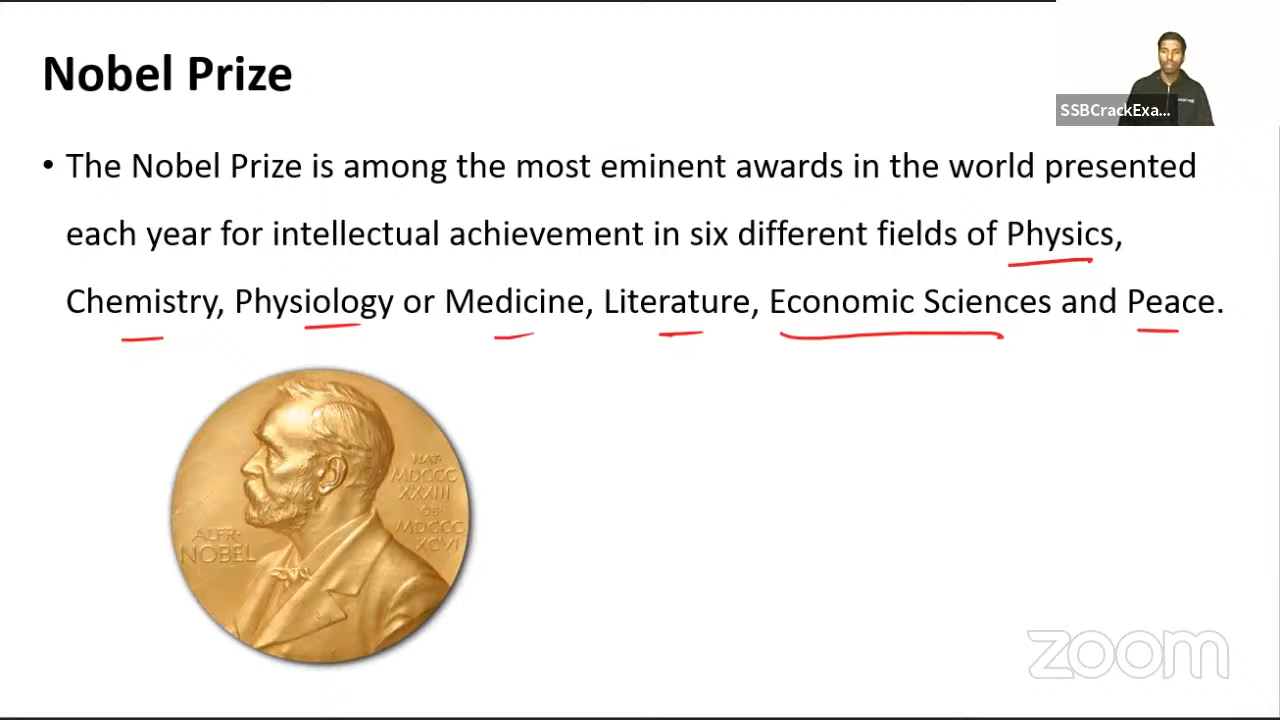 Nobel Prize
SSBCrackExa...
• The Nobel Prize is among the most eminent awards in the world presented
each year for intellectual achievement in six different fields of Physics,
Chemistry, Physiology or Medicine, Literature, Economic Sciences and Peace.
NAT·
MDCCC
XXXIII
OB·
MDCCC
XCVI
ALFR·
NOBEL
zoom